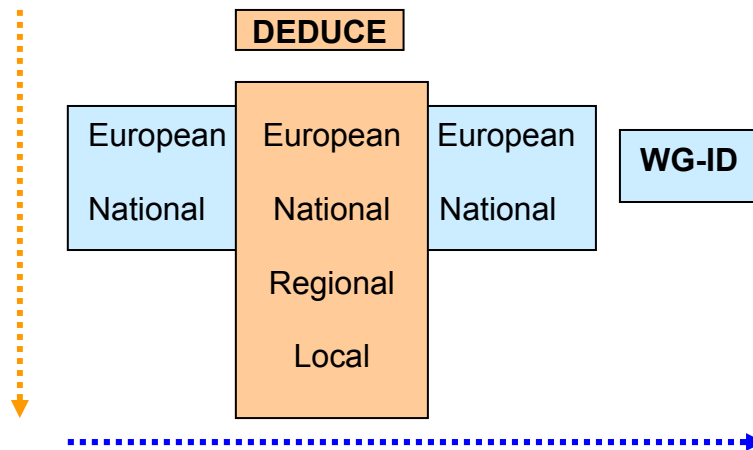 DEDUCE
European European European
WG-ID
National National National
Regional
Local